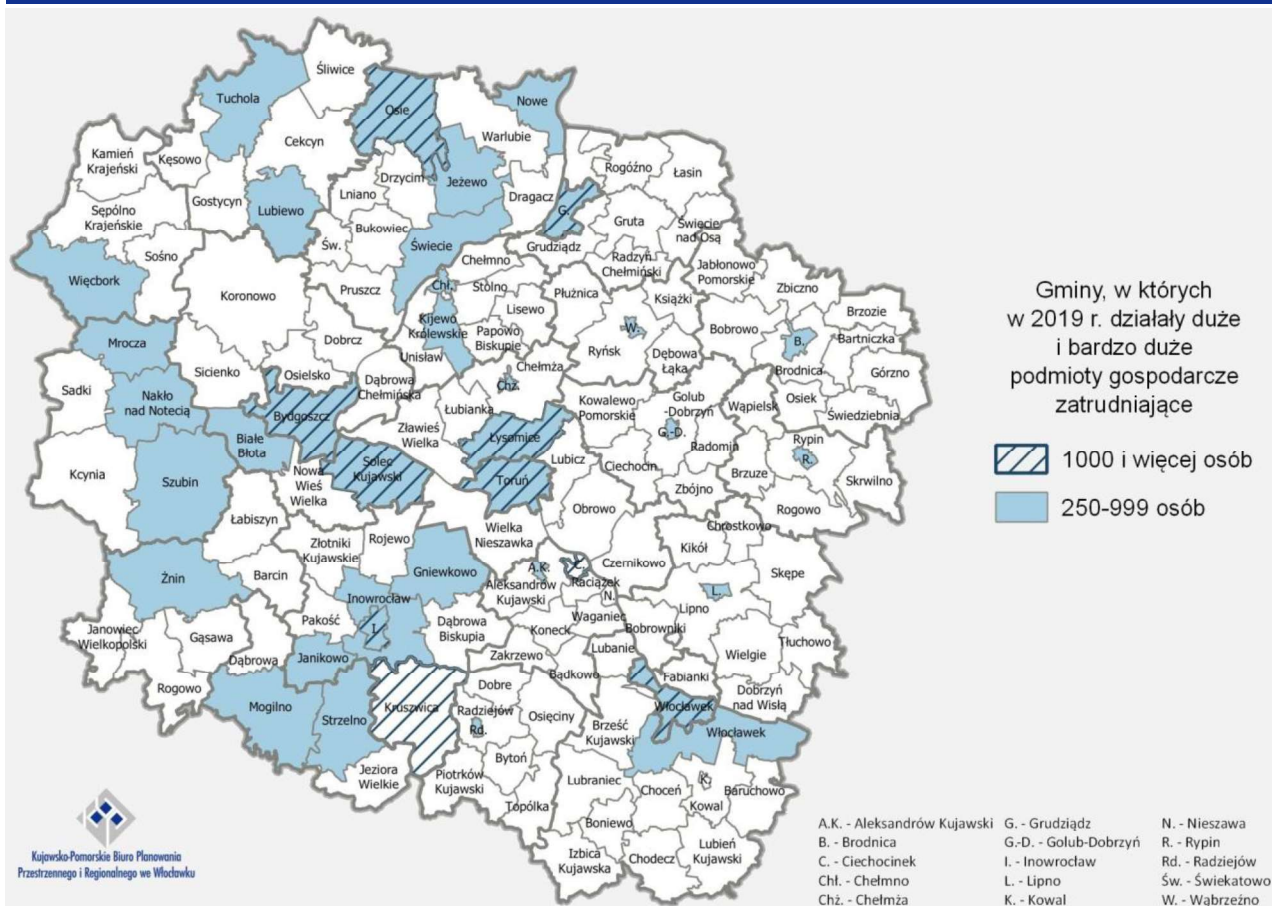 Śliwice
Tuchola
Osie
Nowe
Cekcyn
Warlubie
Kamień
Krajeński
Kęsowo
Rogóźno
Łasin
Drzycim
Jeżewo
Lniano
Dragacz
Gostycyn
Lubiewo
G.
Sępólno
Krajeńskie
Gruta
Świecie
nad Osą
Bukowiec
Św.
Świecie
Grudziądz
Sośno
Radzyń
Chełmiński
Chełmno
Jabłonowo
Pomorskie
Więcbork
Zbiczno
Chł.
Stolno
Płużnica
Książki
Koronowo
Pruszcz
Lisewo
Brzozie
Kijewo
Królewskie
W.
Bobrowo
Papowo
Biskupie
B.
Bartniczka
Mrocza
Dobrcz
Unisław
Ryńsk
Dębowa
Łąka
Chełmża
Brodnica
Górzno
Sicienko
Osielsko
Dąbrowa
Chełmińska
Chż.
Sadki
Nakło
nad Notecią
Golub
-Dobrzyń
Kowalewo
Pomorskie
Wąpielsk
Osiek
Łubianka
Świedziebnia
Bydgoszcz
Zławieś
Wielka
G.-D.
Białe
Błota
Łysomice
Rypin
Radomin
R.
Solec
Kujawski
Lubicz
Ciechocin
Nowa
Wieś
Wielka
Brzuze
Kcynia
Szubin
Toruń
Skrwilno
Zbójno
Rogowo
Obrowo
Łabiszyn
Wielka
Nieszawka
Chrostkowo
Złotniki
Kujawskie
Rojewo
Kikół
Czernikowo
A.K.
C.
Skępe
Żnin
Barcin
Gniewkowo
Aleksandrów
Kujawski
Raciążek
N.
L.
Inowrocław
Lipno
Pakość
Waganiec
I.
Dąbrowa
Biskupia
Koneck
Bobrowniki
Janowiec
Wielkopolski
Gąsawa
Tłuchowo
Lubanie
Wielgie
Dąbrowa
Janikowo
Zakrzewo
Bądkowo
Fabianki
Rogowo
Dobre
Dobrzyń
nad Wisłą
Mogilno
Strzelno
Kruszwica
Radziejów
Osięciny
Włocławek
Rd.
Brześć
Kujawski
Włocławek
Bytoń
Jeziora
Wielkie
Piotrków
Kujawski
Lubraniec
K.
Choceń
Baruchowo
Topólka
Kowal
Boniewo
Izbica
Kujawska
Chodecz
Lubień
Kujawski
Gminy, w których
w 2019 r. działały duże
i bardzo duże
podmioty gospodarcze
zatrudniające
1000 i więcej osób
250-999 osób
Kujawsko-Pomorskie Biuro Planowania
Przestrzennego i Regionalnego we Włocławku
A.K. - Aleksandrów Kujawski
B. - Brodnica
C. - Ciechocinek
Chł. - Chełmno
Chż. - Chełmża
G. - Grudziądz
G.-D. - Golub-Dobrzyń
I. - Inowrocław
L. - Lipno
K. - Kowal
N. - Nieszawa
R. - Rypin
Rd. - Radziejów
Św. - Świekatowo
W. - Wąbrzeźno